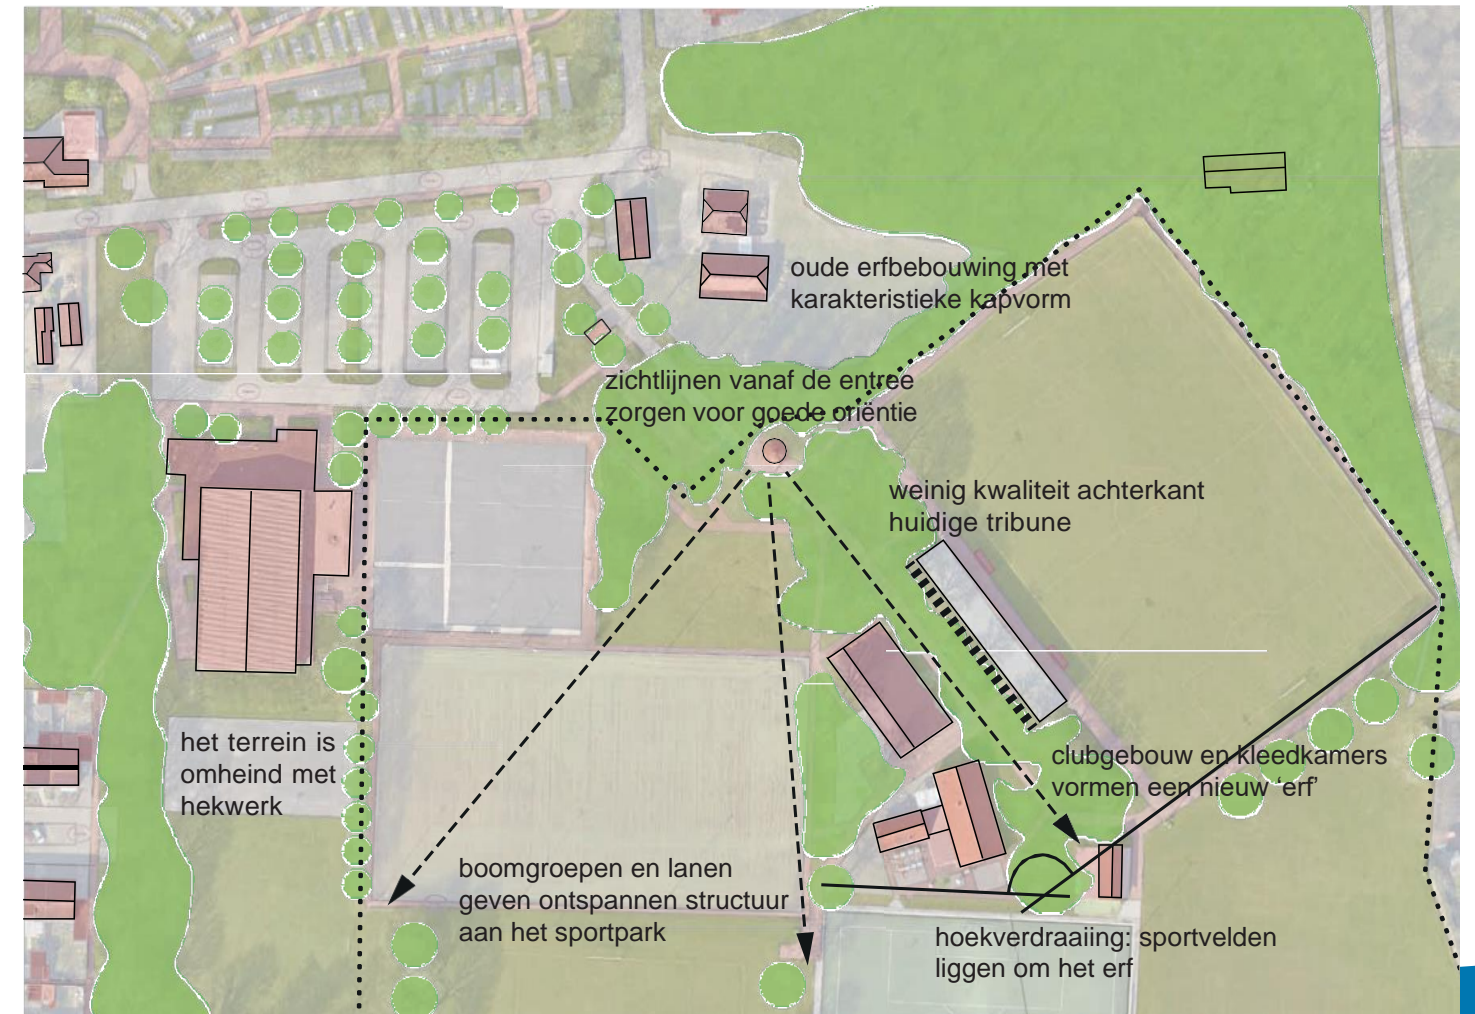 oude erfbebouwing met
karakteristieke kapvorm
zichtlijnen vanaf de entree
zorgen voor goede oriëntie
weinig kwaliteit achterkant
huidige tribune
het terrein is
omheind met
hekwerk
clubgebouw en kleedkamers
vormen een nieuw ‘erf’
boomgroepen en lanen
geven ontspannen structuur
aan het sportpark
hoekverdraaiing: sportvelden
liggen om het erf